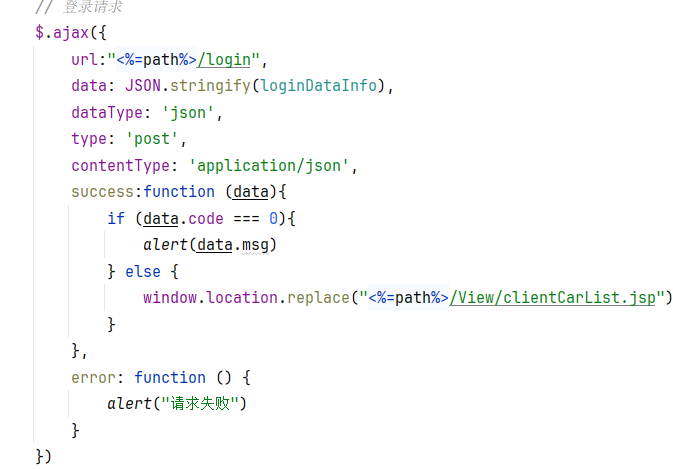 // 登录请求
$.ajax({
    url:"<%=path%>/login",
    data: JSON.stringify(loginDataInfo),
    dataType: 'json',
    type: 'post',
    contentType: 'application/json',
    success:function (data){
        if (data.code === 0){
            alert(data.msg)
        } else {
            window.location.replace("<%=path%>/View/clientCarList.jsp")
        }
    },
    error: function () {
        alert("请求失败")
    }
})